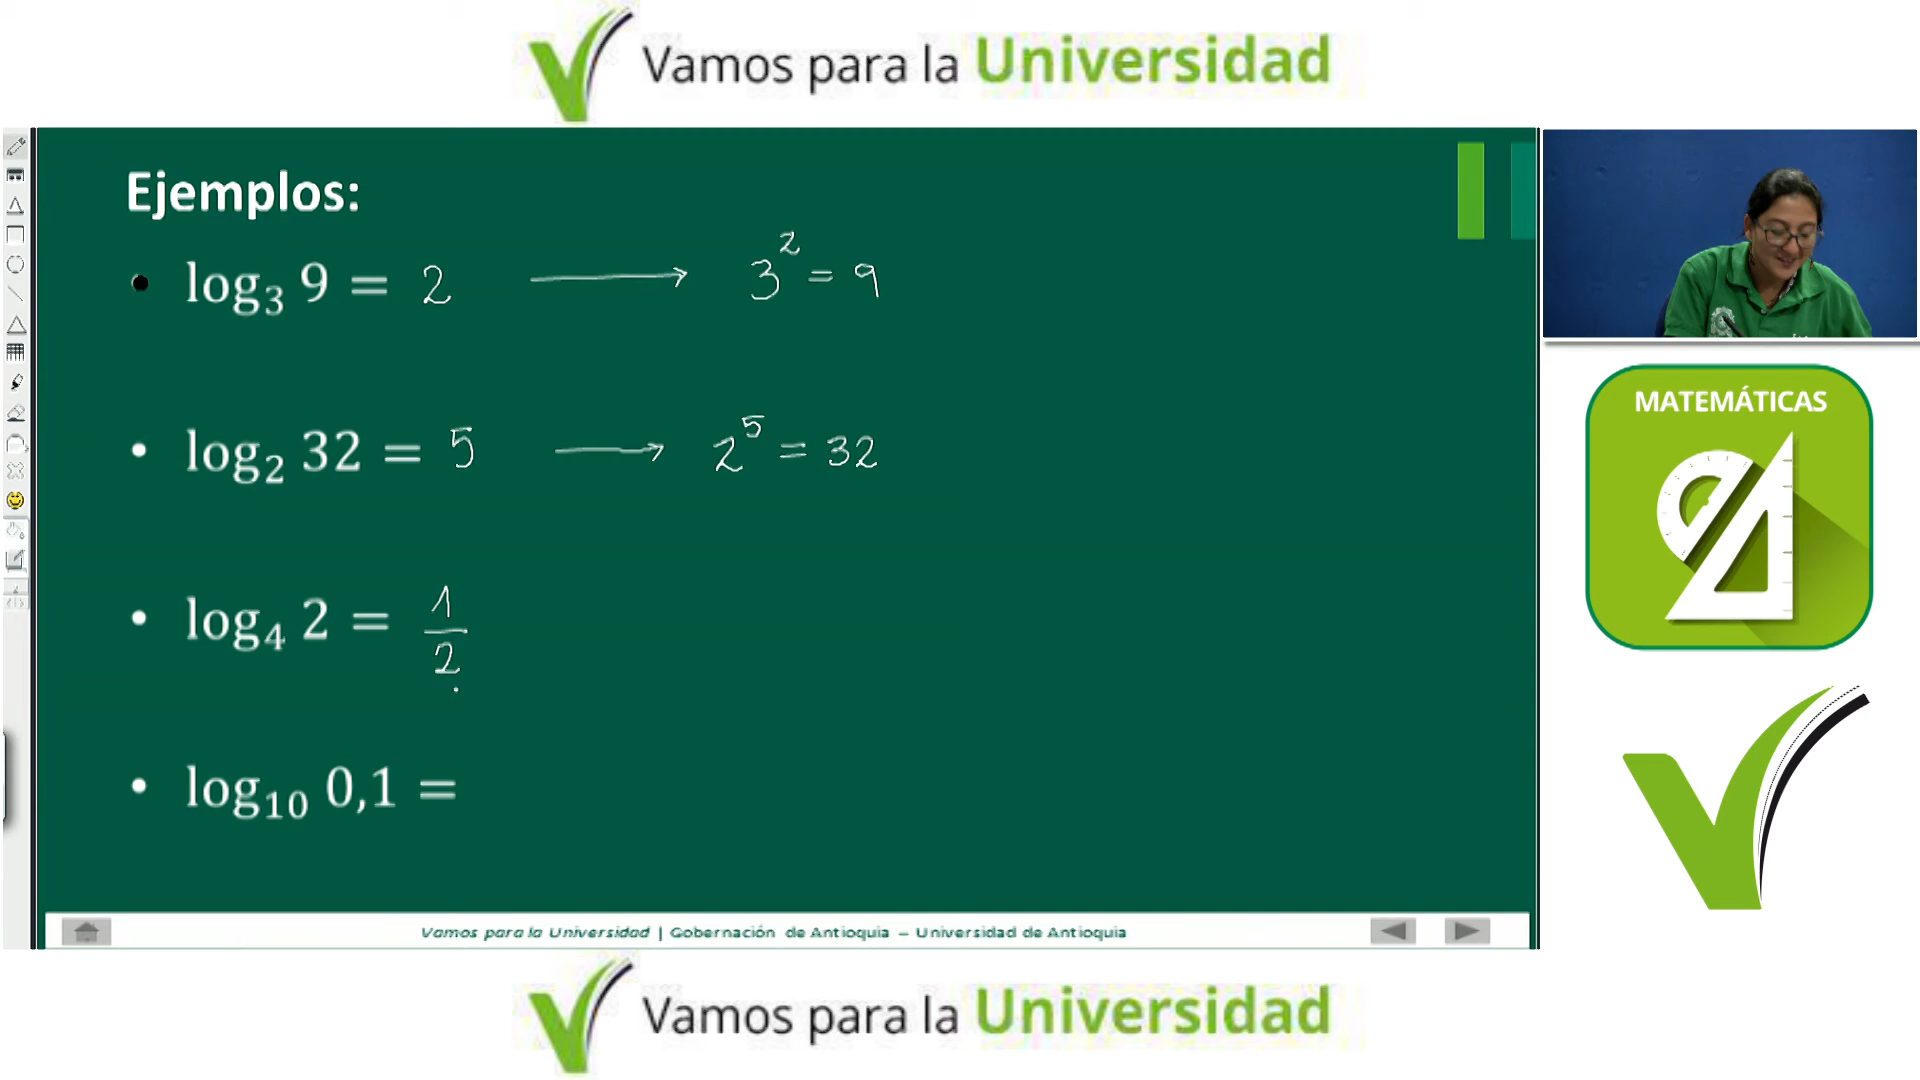 Vamos para la Universidad
Ejemplos:
• log₃ 9 = 2 → 3² = 9
• log₂ 32 = 5 → 2⁵ = 32
• log₄ 2 = 1/2
• log₁₀ 0,1 =
MATEMÁTICAS
Vamos para la Universidad | Gobernación de Antioquia – Universidad de Antioquia
Vamos para la Universidad